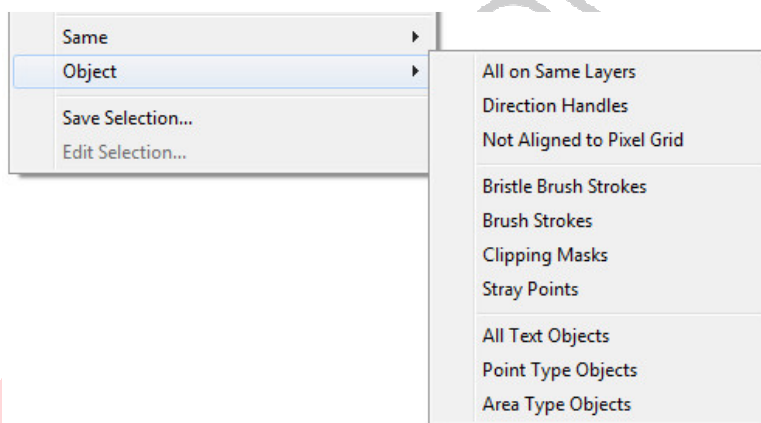 Same
Object
Save Selection...
Edit Selection...
All on Same Layers
Direction Handles
Not Aligned to Pixel Grid
Bristle Brush Strokes
Brush Strokes
Clipping Masks
Stray Points
All Text Objects
Point Type Objects
Area Type Objects